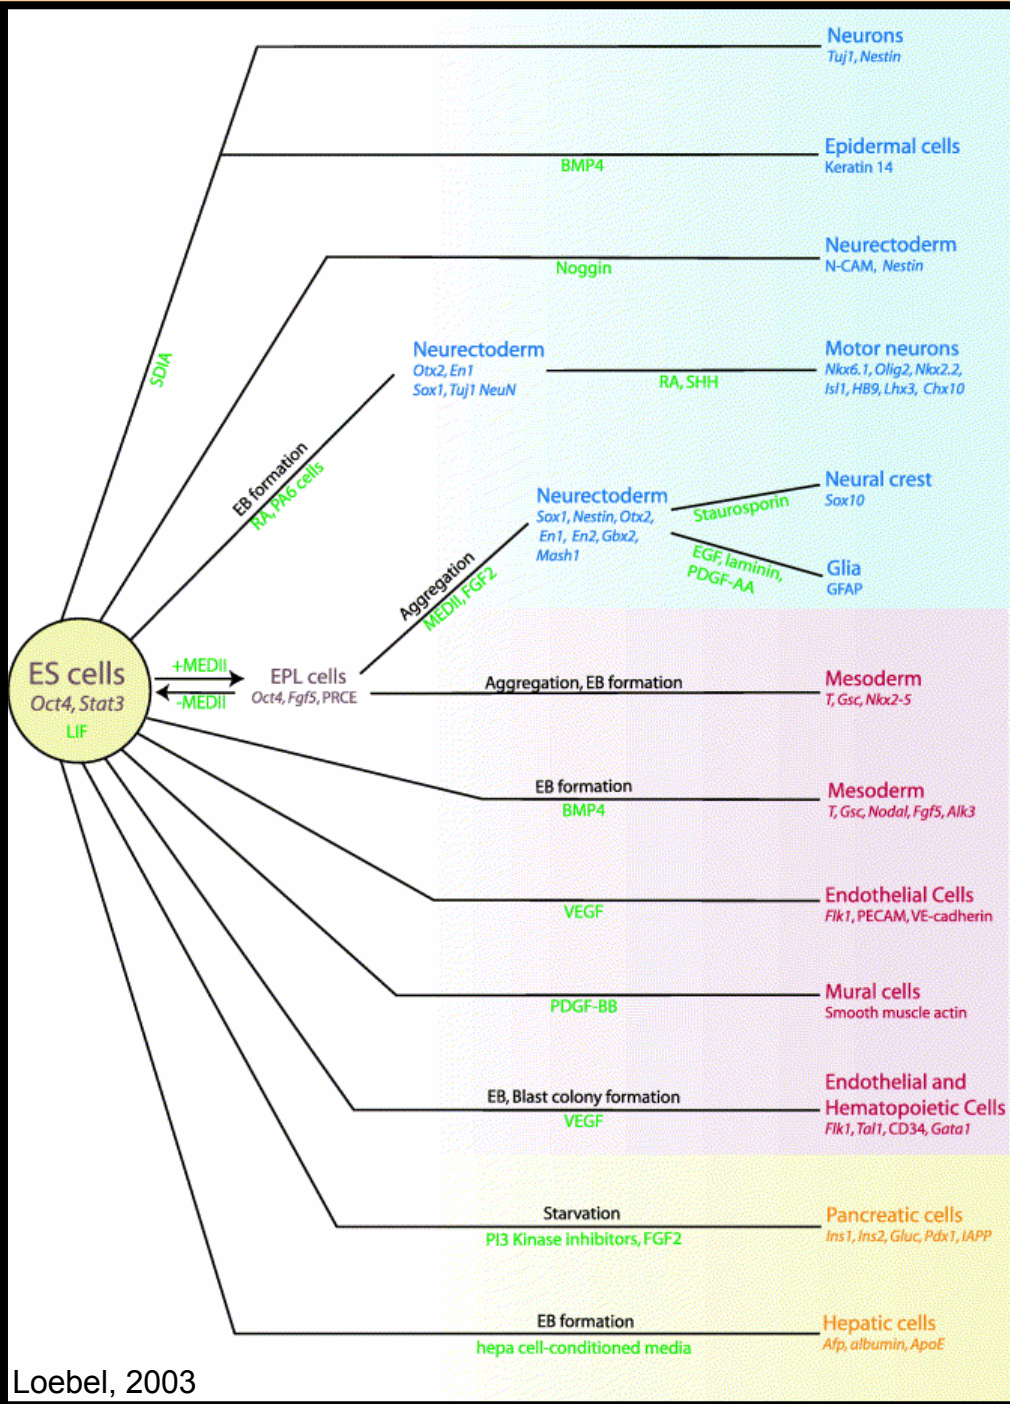 Neurons
Tuj1, Nestin
Epidermal cells
BMP4
Keratin 14
Neurectoderm
N-CAM, Nestin
Noggin
SDIA
Neurectoderm
Otx2, En1
Sox1, Tuj1 NeuN
RA, SHH
Motor neurons
Nkx6.1, Olig2, Nkx2.2,
Isl1, HB9, Lhx3, Chx10
EB formation
RA, PA6 cells
Neurectoderm
Sox1, Nestin, Otx2,
En1, En2, Gbx2,
Mash1
Staurosporin
Neural crest
Sox10
EGF, laminin,
PDGF-AA
Glia
GFAP
Aggregation
MEDII, FGF2
ES cells
Oct4, Stat3
LIF
+MEDII
-MEDII
EPL cells
Oct4, Fgf5, PRCE
Aggregation, EB formation
Mesoderm
T, Gsc, Nkx2-5
EB formation
BMP4
Mesoderm
T, Gsc, Nodal, Fgf5, Alk3
VEGF
Endothelial Cells
Flk1, PECAM, VE-cadherin
PDGF-BB
Mural cells
Smooth muscle actin
EB, Blast colony formation
VEGF
Endothelial and
Hematopoietic Cells
Flk1, Tal1, CD34, Gata1
Starvation
PI3 Kinase inhibitors, FGF2
Pancreatic cells
Ins1, Ins2, Gluc, Pdx1, IAPP
EB formation
hepa cell-conditioned media
Hepatic cells
Afp, albumin, ApoE
Loebel, 2003